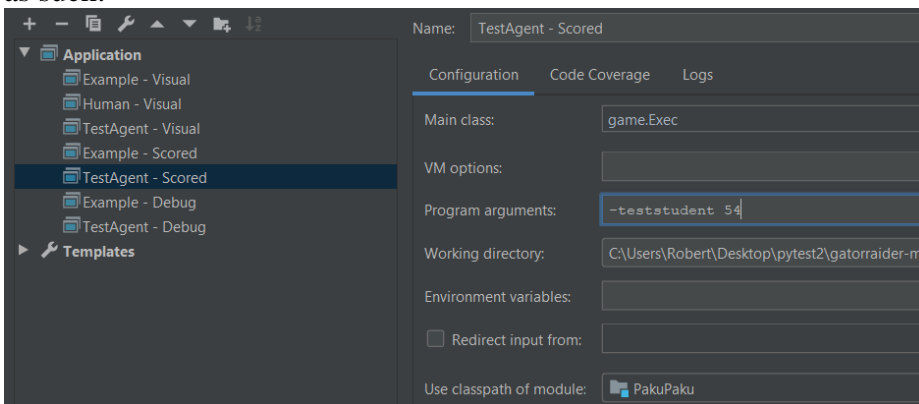 as such:
Name: TestAgent - Scored
Application
Example - Visual
Human - Visual
TestAgent - Visual
Example - Scored
TestAgent - Scored
Example - Debug
TestAgent - Debug
Templates
Configuration Code Coverage Logs
Main class: game.Exec
VM options:
Program arguments: -teststudent 54
Working directory: C:\Users\Robert\Desktop\pytest2\gatorraider-m
Environment variables:
Redirect input from:
Use classpath of module: PakuPaku